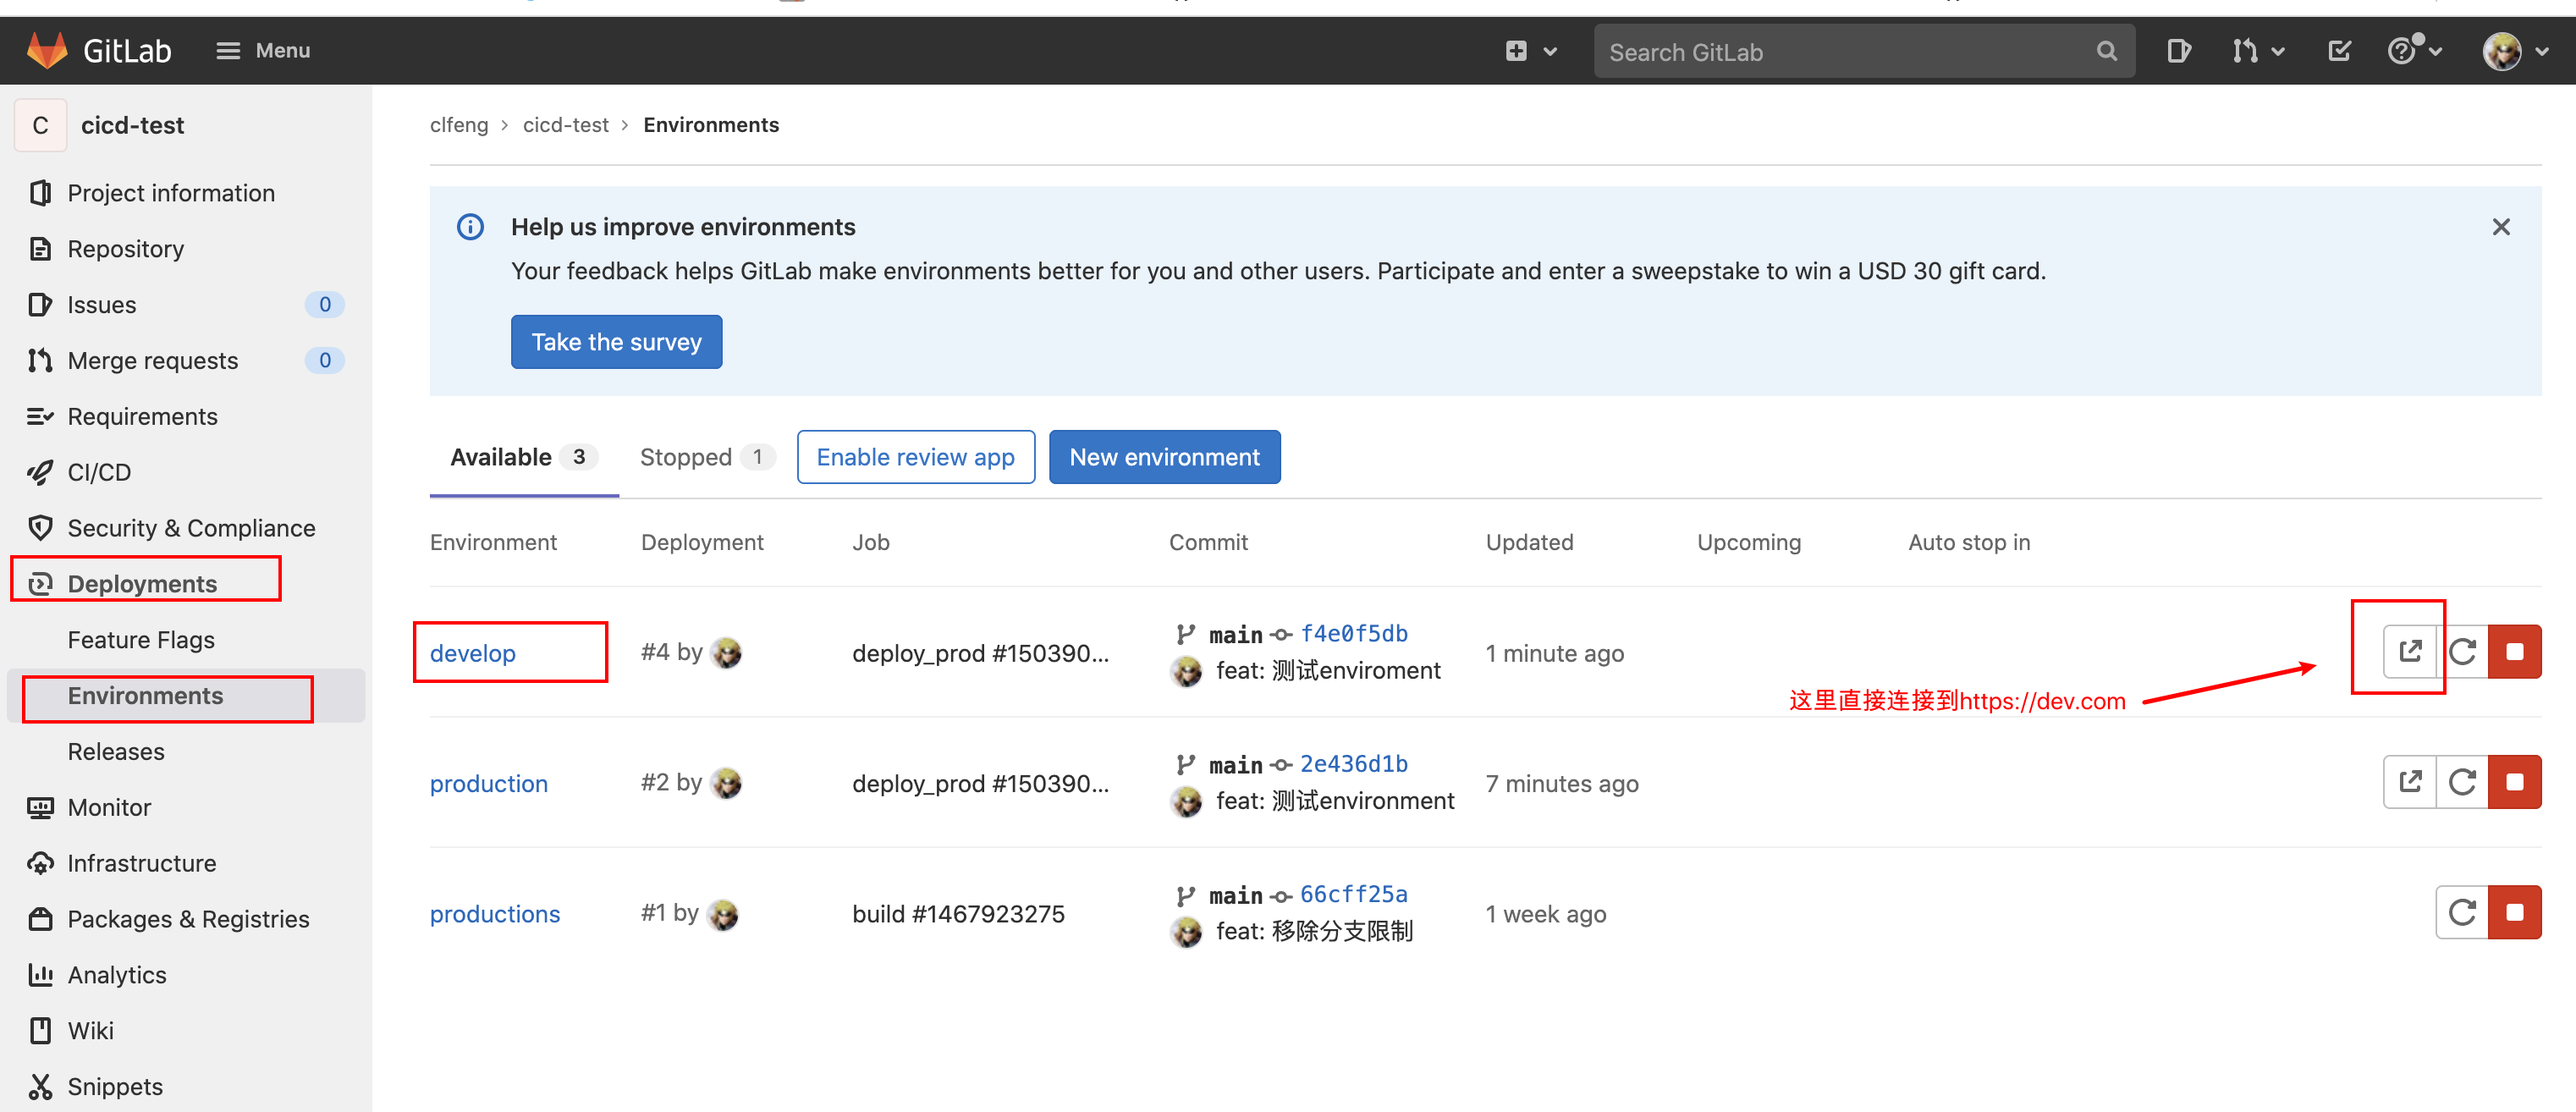 GitLab
Menu
Search GitLab
C
cicd-test
Project information
Repository
Issues 0
Merge requests 0
Requirements
CI/CD
Security & Compliance
Deployments
Feature Flags
Environments
Releases
Monitor
Infrastructure
Packages & Registries
Analytics
Wiki
Snippets
clfeng > cicd-test > Environments
Help us improve environments
Your feedback helps GitLab make environments better for you and other users. Participate and enter a sweepstake to win a USD 30 gift card.
Take the survey
Available 3 Stopped 1 Enable review app New environment
Environment Deployment Job Commit Updated Upcoming Auto stop in
develop #4 by deploy_prod #150390... main f4e0f5db 1 minute ago
feat: 测试enviroment
这里直接连接到https://dev.com
production #2 by deploy_prod #150390... main 2e436d1b 7 minutes ago
feat: 测试environment
productions #1 by build #1467923275 main 66cff25a 1 week ago
feat: 移除分支限制